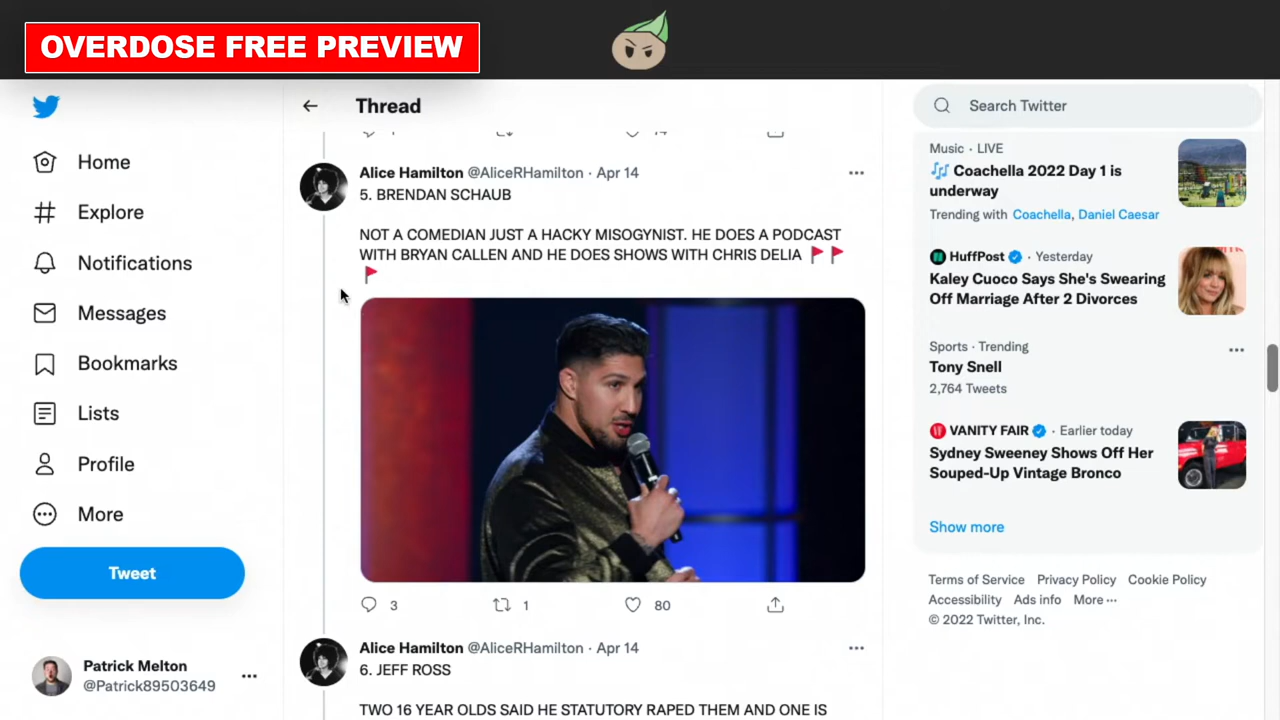 OVERDOSE FREE PREVIEW
Home
Explore
Notifications
Messages
Bookmarks
Lists
Profile
More
Tweet
Patrick Melton
@Patrick89503649
Thread
Alice Hamilton @AliceRHamilton · Apr 14
5. BRENDAN SCHAUB
NOT A COMEDIAN JUST A HACKY MISOGYNIST. HE DOES A PODCAST
WITH BRYAN CALLEN AND HE DOES SHOWS WITH CHRIS DELIA 🚩 🚩
🚩
3 1 80
Alice Hamilton @AliceRHamilton · Apr 14
6. JEFF ROSS
TWO 16 YEAR OLDS SAID HE STATUTORY RAPED THEM AND ONE IS
Search Twitter
Music · LIVE
🎶 Coachella 2022 Day 1 is
underway
Trending with Coachella, Daniel Caesar
HuffPost · Yesterday
Kaley Cuoco Says She's Swearing
Off Marriage After 2 Divorces
Sports · Trending
Tony Snell
2,764 Tweets
VANITY FAIR · Earlier today
Sydney Sweeney Shows Off Her
Souped-Up Vintage Bronco
Show more
Terms of Service Privacy Policy Cookie Policy
Accessibility Ads info More ···
© 2022 Twitter, Inc.